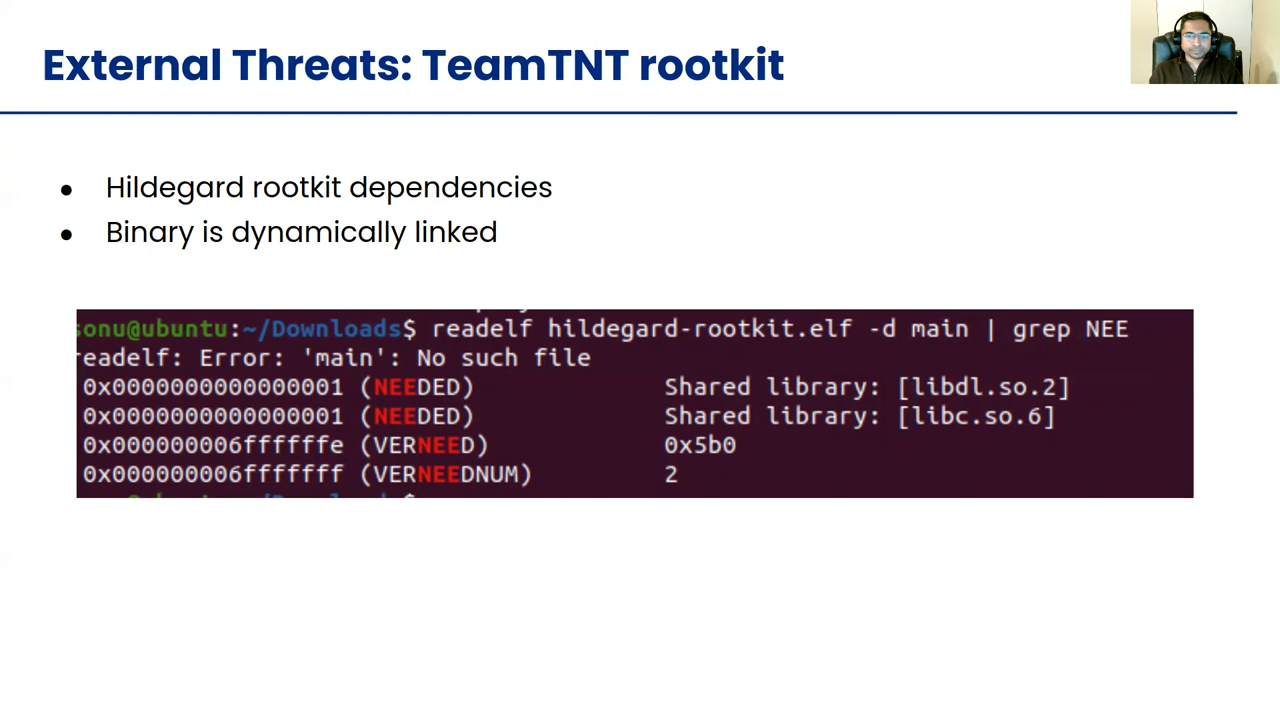 External Threats: TeamTNT rootkit
● Hildegard rootkit dependencies
● Binary is dynamically linked
sonu@ubuntu:~/Downloads$ readelf hildegard-rootkit.elf -d main | grep NEE
readelf: Error: 'main': No such file
0x0000000000000001 (NEEDED) Shared library: [libdl.so.2]
0x0000000000000001 (NEEDED) Shared library: [libc.so.6]
0x000000006ffffffe (VERNEED) 0x5b0
0x000000006fffffff (VERNEEDNUM) 2